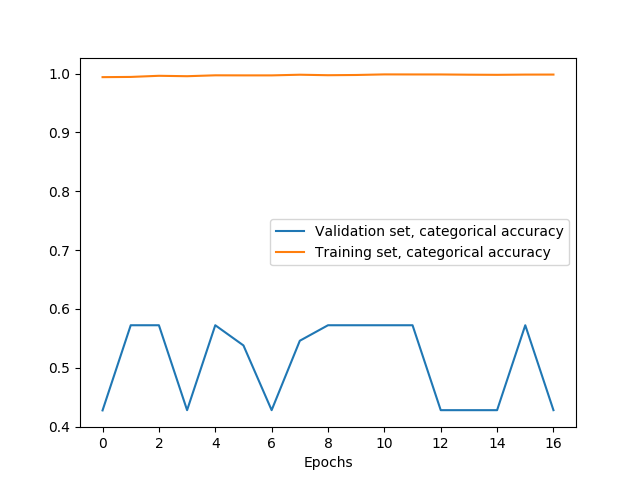 1.0
0.9
0.8
0.7
0.6
0.5
0.4
Validation set, categorical accuracy
Training set, categorical accuracy
0 2 4 6 8 10 12 14 16
Epochs